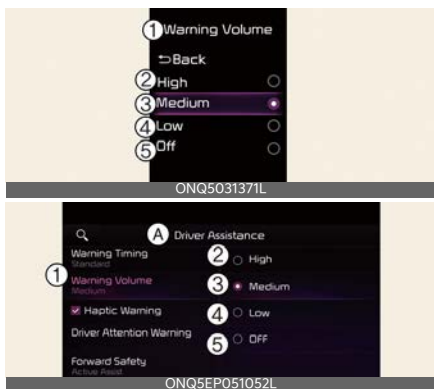 ① Warning Volume
⮌Back
② High
③ Medium
④ Low
⑤ Off
ONQ5031371L
Ⓐ Driver Assistance
Warning Timing
Standard
② High
① Warning Volume
Medium
③ Medium
Haptic Warning
④ Low
Driver Attention Warning
⑤ OFF
Forward Safety
Active Assist
ONQ5EP051052L